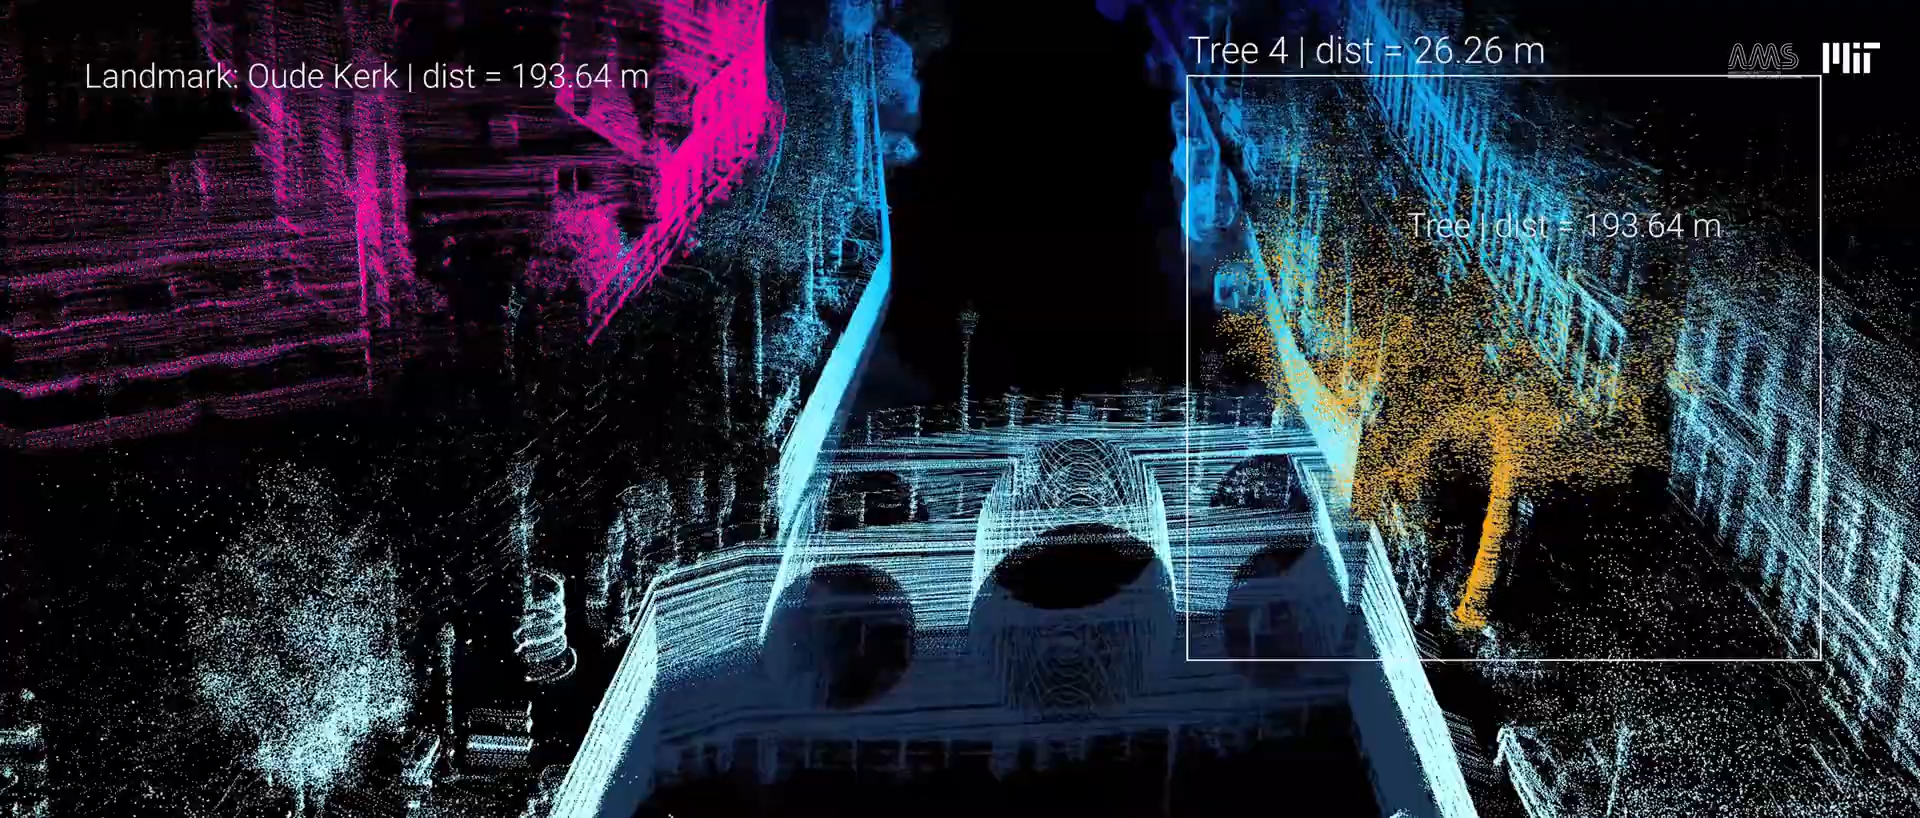 Landmark: Oude Kerk | dist = 193.64 m
Tree 4 | dist = 26.26 m
AMS
MIT
Tree | dist = 193.64 m